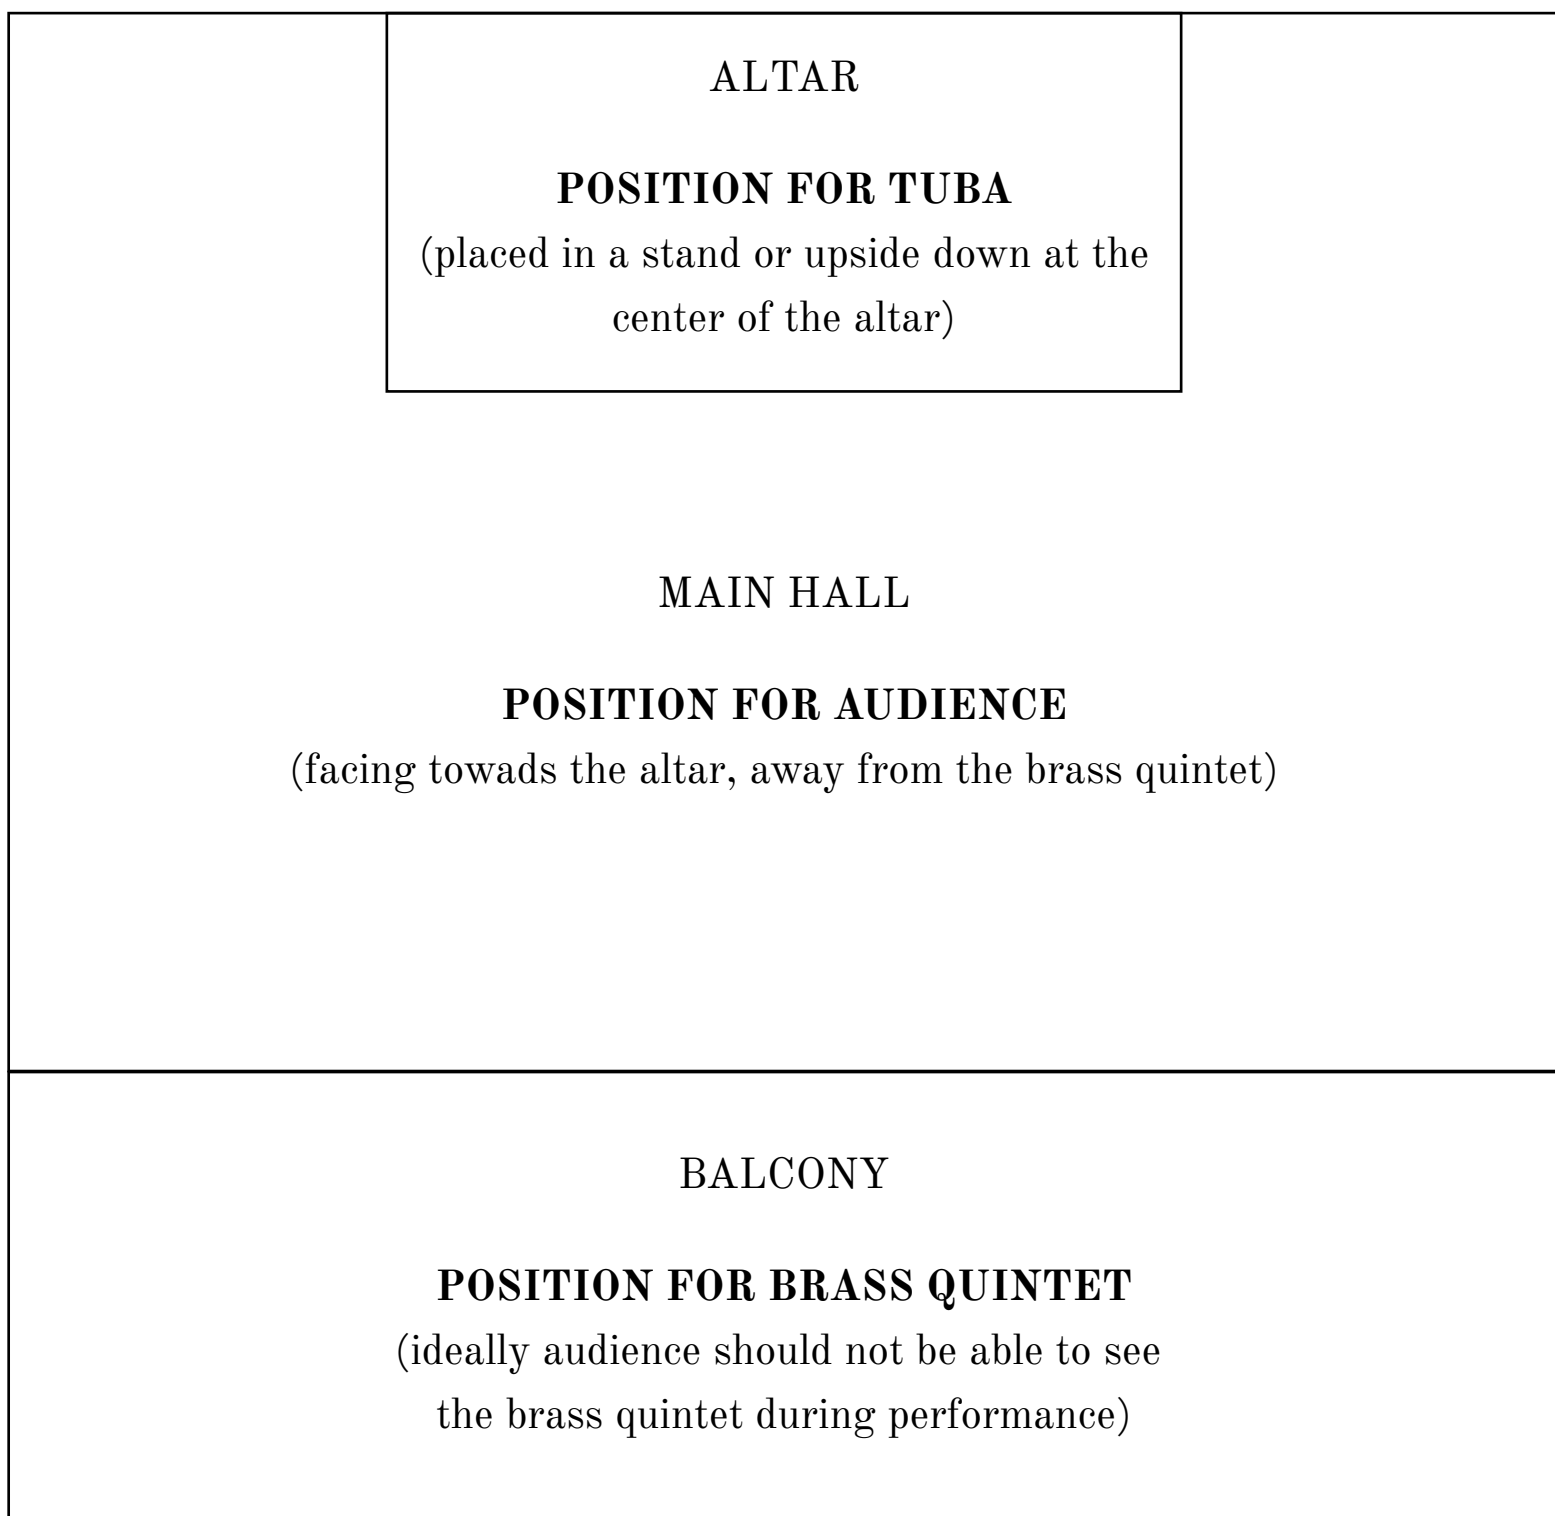 ALTAR
POSITION FOR TUBA
(placed in a stand or upside down at the
center of the altar)
MAIN HALL
POSITION FOR AUDIENCE
(facing towads the altar, away from the brass quintet)
BALCONY
POSITION FOR BRASS QUINTET
(ideally audience should not be able to see
the brass quintet during performance)